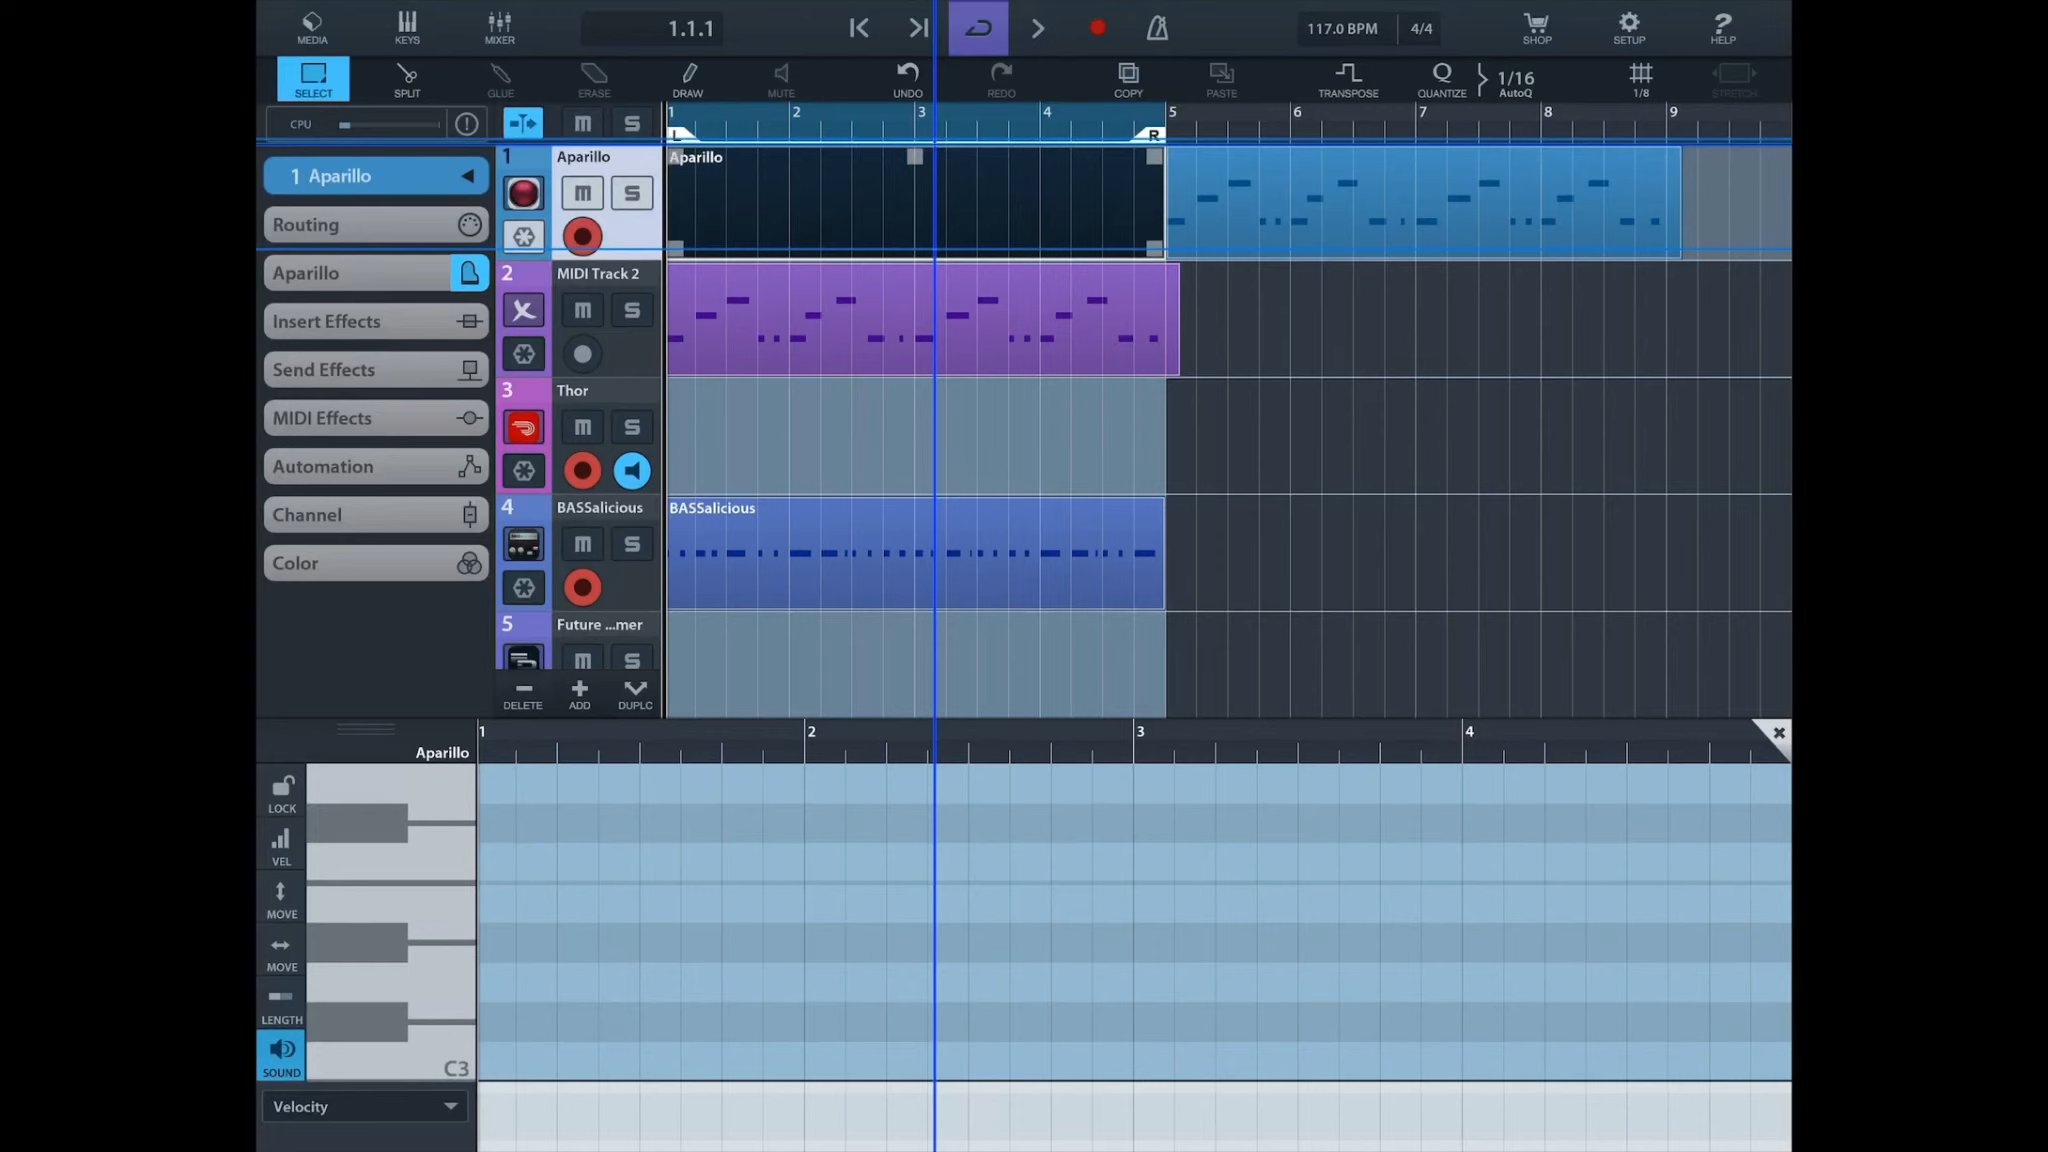 MEDIA KEYS MIXER 1.1.1 117.0 BPM 4/4 SHOP SETUP HELP
SELECT SPLIT GLUE ERASE DRAW MUTE UNDO REDO COPY PASTE TRANSPOSE Q QUANTIZE 1/16 AutoQ 1/8 STRETCH
CPU M S 1 2 3 4 5 6 7 8 9
L R
1 Aparillo
Routing
Aparillo
Insert Effects
Send Effects
MIDI Effects
Automation
Channel
Color
1 Aparillo
M S
2 MIDI Track 2
M S
3 Thor
M S
4 BASSalicious
M S
5 Future ...mer
M S
DELETE ADD DUPLC
Aparillo
BASSalicious
1 2 3 4
Aparillo
LOCK
VEL
MOVE
MOVE
LENGTH
SOUND
C3
Velocity